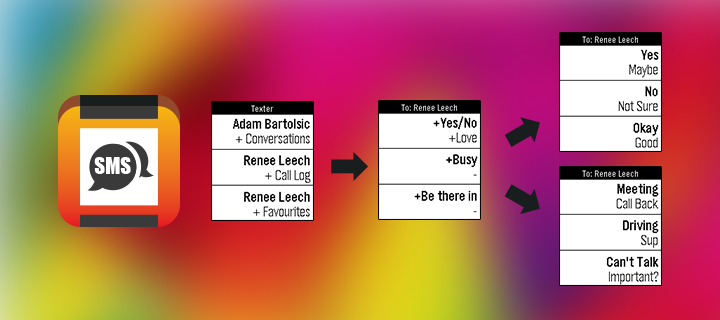 SMS
Texter
Adam Bartolsic
+ Conversations
Renee Leech
+ Call Log
Renee Leech
+ Favourites
To: Renee Leech
+Yes/No
+Love
+Busy
-
+Be there in
-
To: Renee Leech
Yes
Maybe
No
Not Sure
Okay
Good
To: Renee Leech
Meeting
Call Back
Driving
Sup
Can't Talk
Important?